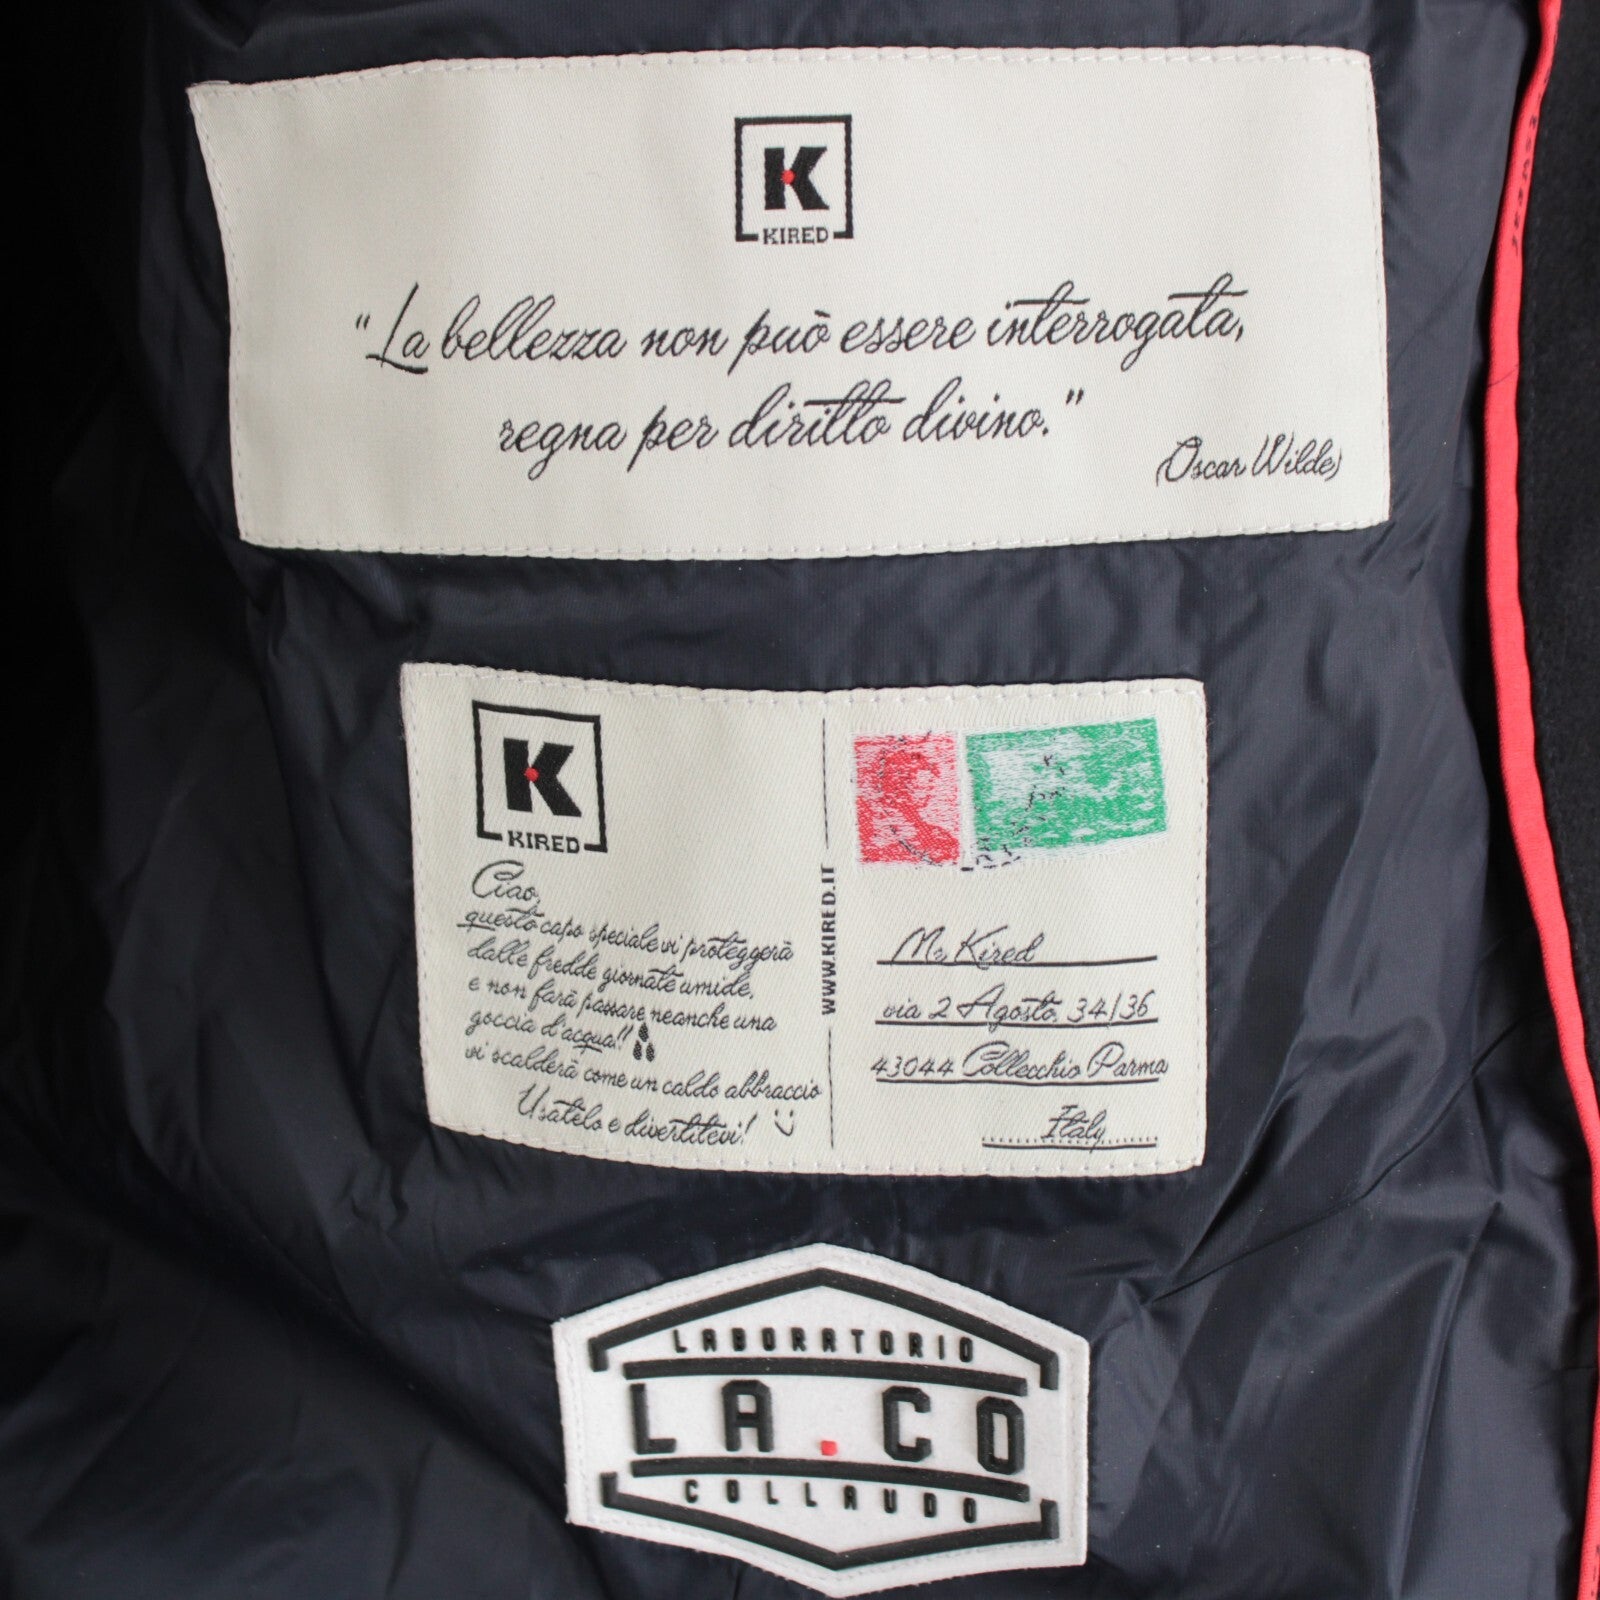 K
KIRED
"La bellezza non può essere interrogata,
regna per diritto divino."
(Oscar Wilde)
K
KIRED
Ciao,
questo capo speciale vi proteggerà
dalle fredde giornate umide,
e non farà passare neanche una
goccia d'acqua!!
vi scalderà come un caldo abbraccio
Usatelo e divertitevi!
WWW.KIRED.IT
Mr Kired
via 2 Agosto, 34/36
43044 Collecchio Parma
Italy
LABORATORIO
LA.CO
COLLAUDO